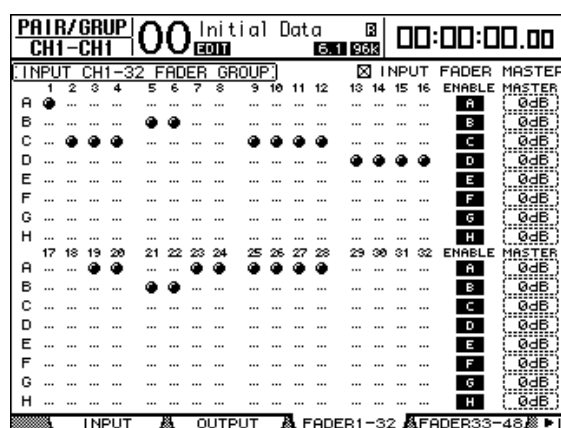 PAIR/GRUP
CH1-CH1
00 Initial Data
EDIT 6.1 96K
00:00:00.00
INPUT CH1-32 FADER GROUP
INPUT FADER MASTER
1 2 3 4 5 6 7 8 9 10 11 12 13 14 15 16 ENABLE MASTER
A A 0dB
B B 0dB
C C 0dB
D D 0dB
E E 0dB
F F 0dB
G G 0dB
H H 0dB
17 18 19 20 21 22 23 24 25 26 27 28 29 30 31 32 ENABLE MASTER
A A 0dB
B B 0dB
C C 0dB
D D 0dB
E E 0dB
F F 0dB
G G 0dB
H H 0dB
INPUT OUTPUT FADER1-32 FADER33-48